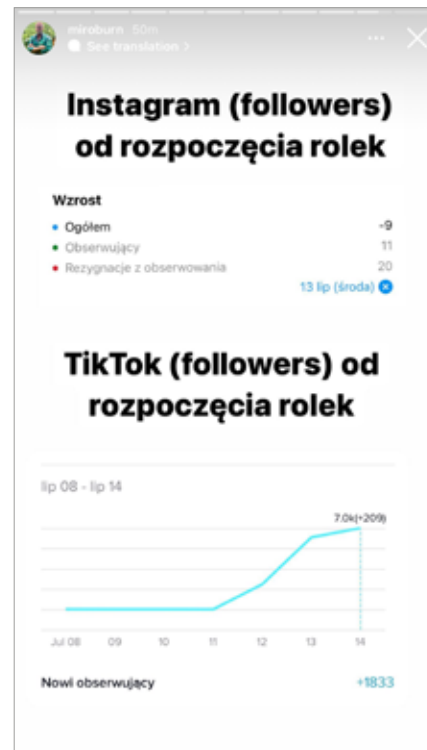 miroburn 50m
See translation >
Instagram (followers)
od rozpoczęcia rolek
Wzrost
Ogółem -9
Obserwujący 11
Rezygnacje z obserwowania 20
13 lip (środa)
TikTok (followers) od
rozpoczęcia rolek
lip 08 - lip 14
7.0k(+209)
Jul 08 09 10 11 12 13 14
Nowi obserwujący +1833